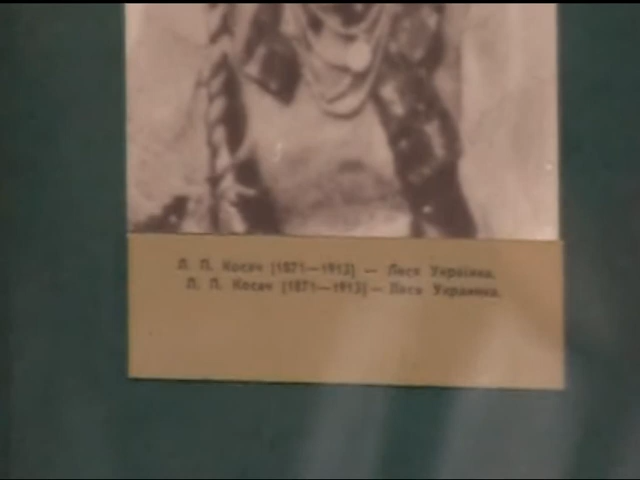 Л. П. Косач (1871—1913) — Леся Українка.
Л. П. Косач (1871—1913) — Леся Украинка.